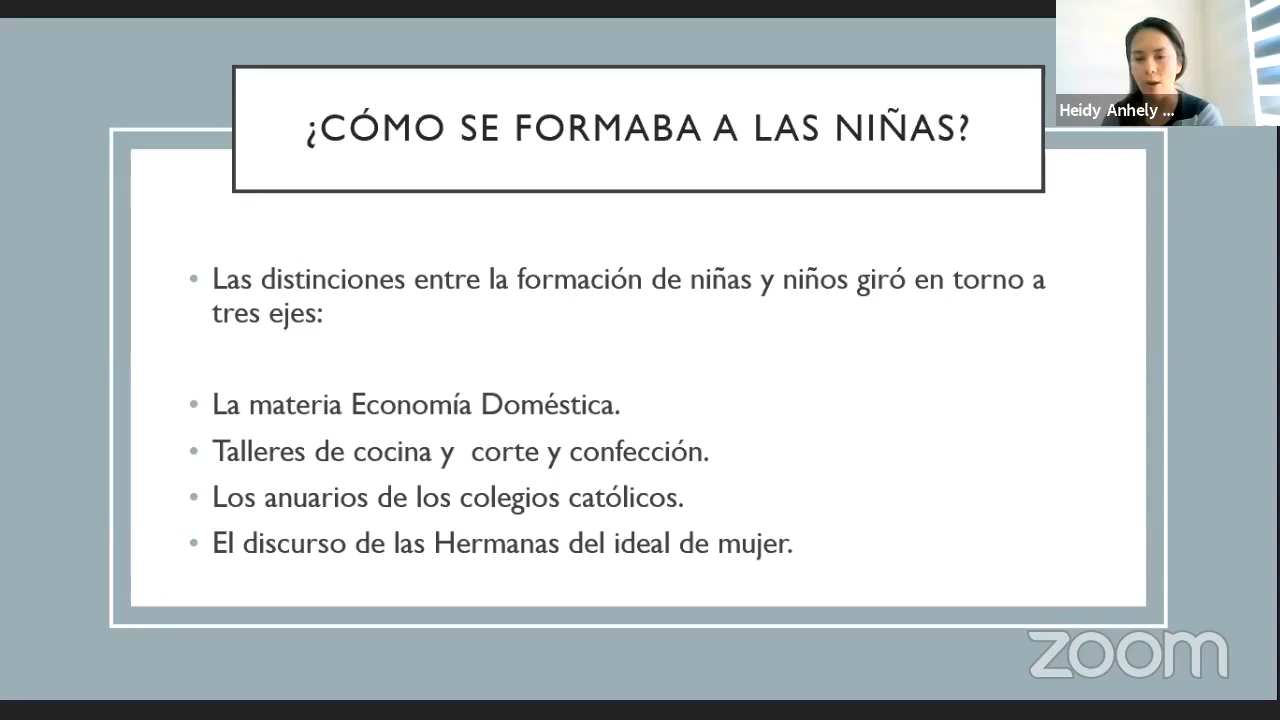 Heidy Anhely ...
¿CÓMO SE FORMABA A LAS NIÑAS?
• Las distinciones entre la formación de niñas y niños giró en torno a
tres ejes:
• La materia Economía Doméstica.
• Talleres de cocina y  corte y confección.
• Los anuarios de los colegios católicos.
• El discurso de las Hermanas del ideal de mujer.
zoom